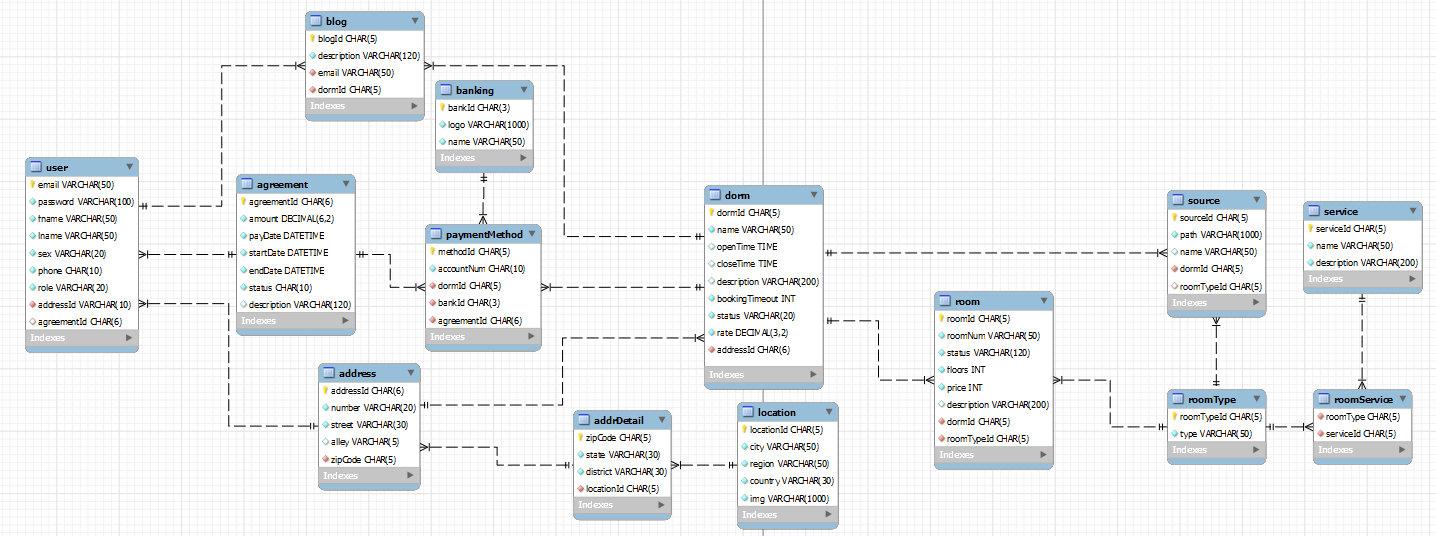 blog
blogId CHAR(5)
description VARCHAR(120)
email VARCHAR(50)
dormId CHAR(5)
Indexes
banking
bankId CHAR(3)
logo VARCHAR(1000)
name VARCHAR(50)
Indexes
user
email VARCHAR(50)
password VARCHAR(100)
fname VARCHAR(50)
lname VARCHAR(50)
sex VARCHAR(20)
phone CHAR(10)
role VARCHAR(20)
addressId VARCHAR(10)
agreementId CHAR(6)
Indexes
agreement
agreementId CHAR(6)
amount DECIMAL(6,2)
payDate DATETIME
startDate DATETIME
endDate DATETIME
status CHAR(10)
description VARCHAR(120)
Indexes
paymentMethod
methodId CHAR(5)
accountNum CHAR(10)
dormId CHAR(5)
bankId CHAR(3)
agreementId CHAR(6)
Indexes
dorm
dormId CHAR(5)
name VARCHAR(50)
openTime TIME
closeTime TIME
description VARCHAR(200)
bookingTimeout INT
status VARCHAR(20)
rate DECIMAL(3,2)
addressId CHAR(6)
Indexes
source
sourceId CHAR(5)
path VARCHAR(1000)
name VARCHAR(50)
dormId CHAR(5)
roomTypeId CHAR(5)
Indexes
service
serviceId CHAR(5)
name VARCHAR(50)
description VARCHAR(200)
Indexes
room
roomId CHAR(5)
roomNum VARCHAR(50)
status VARCHAR(120)
floors INT
price INT
description VARCHAR(200)
dormId CHAR(5)
roomTypeId CHAR(5)
Indexes
address
addressId CHAR(6)
number VARCHAR(20)
street VARCHAR(30)
alley VARCHAR(5)
zipCode CHAR(5)
Indexes
addrDetail
zipCode CHAR(5)
state VARCHAR(30)
district VARCHAR(30)
locationId CHAR(5)
Indexes
location
locationId CHAR(5)
city VARCHAR(50)
region VARCHAR(50)
country VARCHAR(30)
img VARCHAR(1000)
Indexes
roomType
roomTypeId CHAR(5)
type VARCHAR(50)
Indexes
roomService
roomType CHAR(5)
serviceId CHAR(5)
Indexes